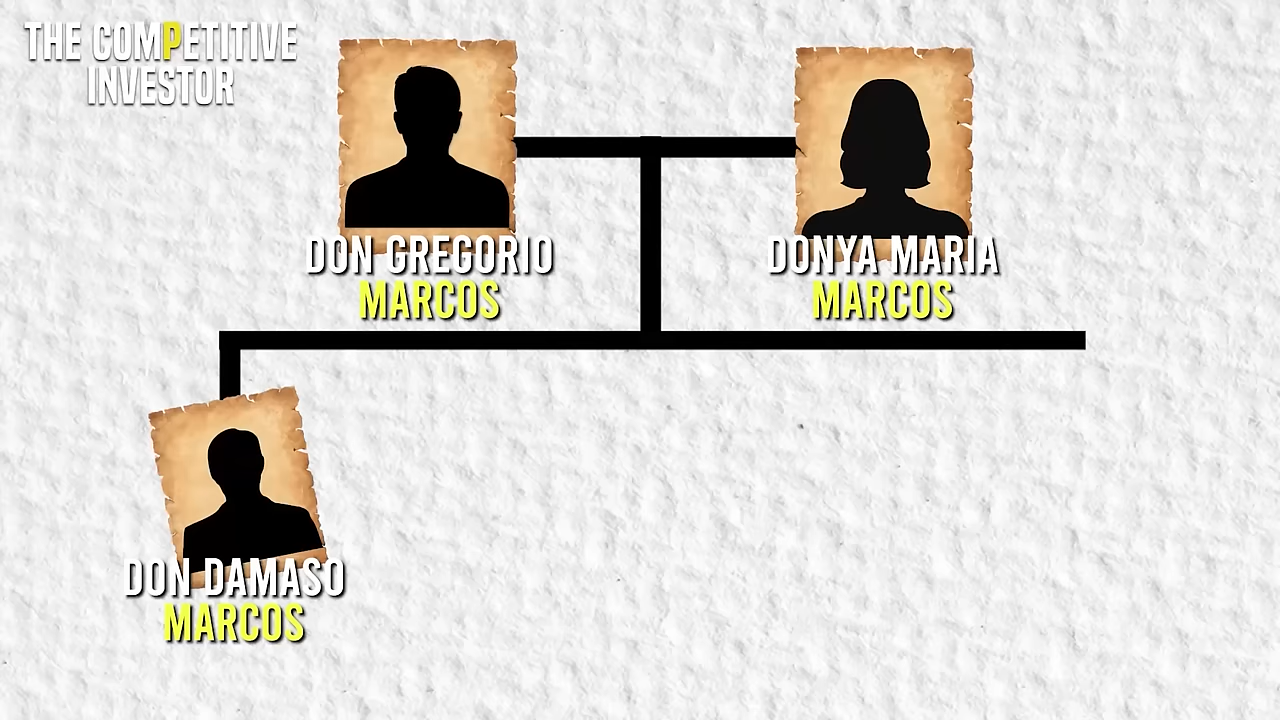 THE COMPETITIVE
INVESTOR
DON GREGORIO
MARCOS
DONYA MARIA
MARCOS
DON DAMASO
MARCOS